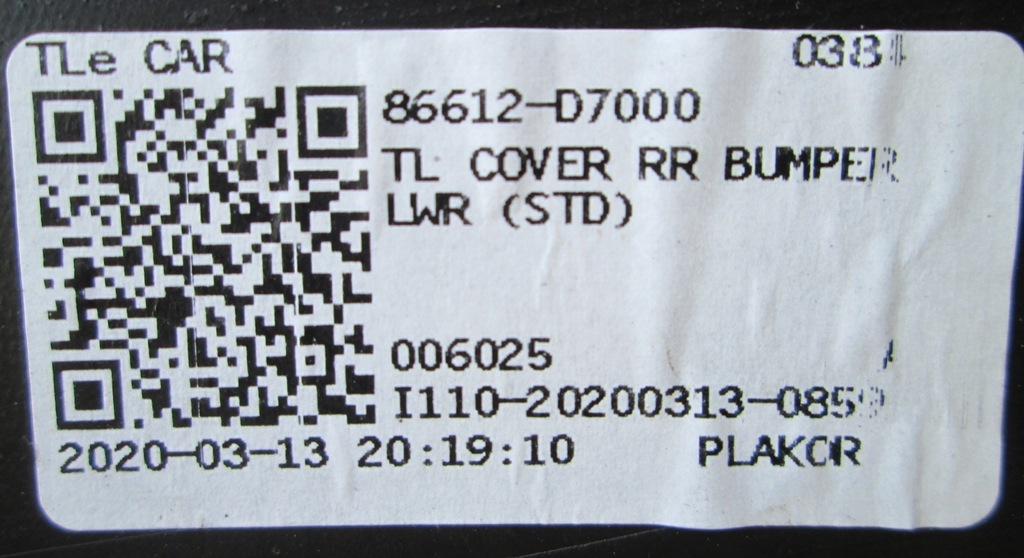 TLe CAR
86612-D7000
TL COVER RR BUMPER
LWR (STD)
006025
2020-03-13 20:19:10 PLAKOR